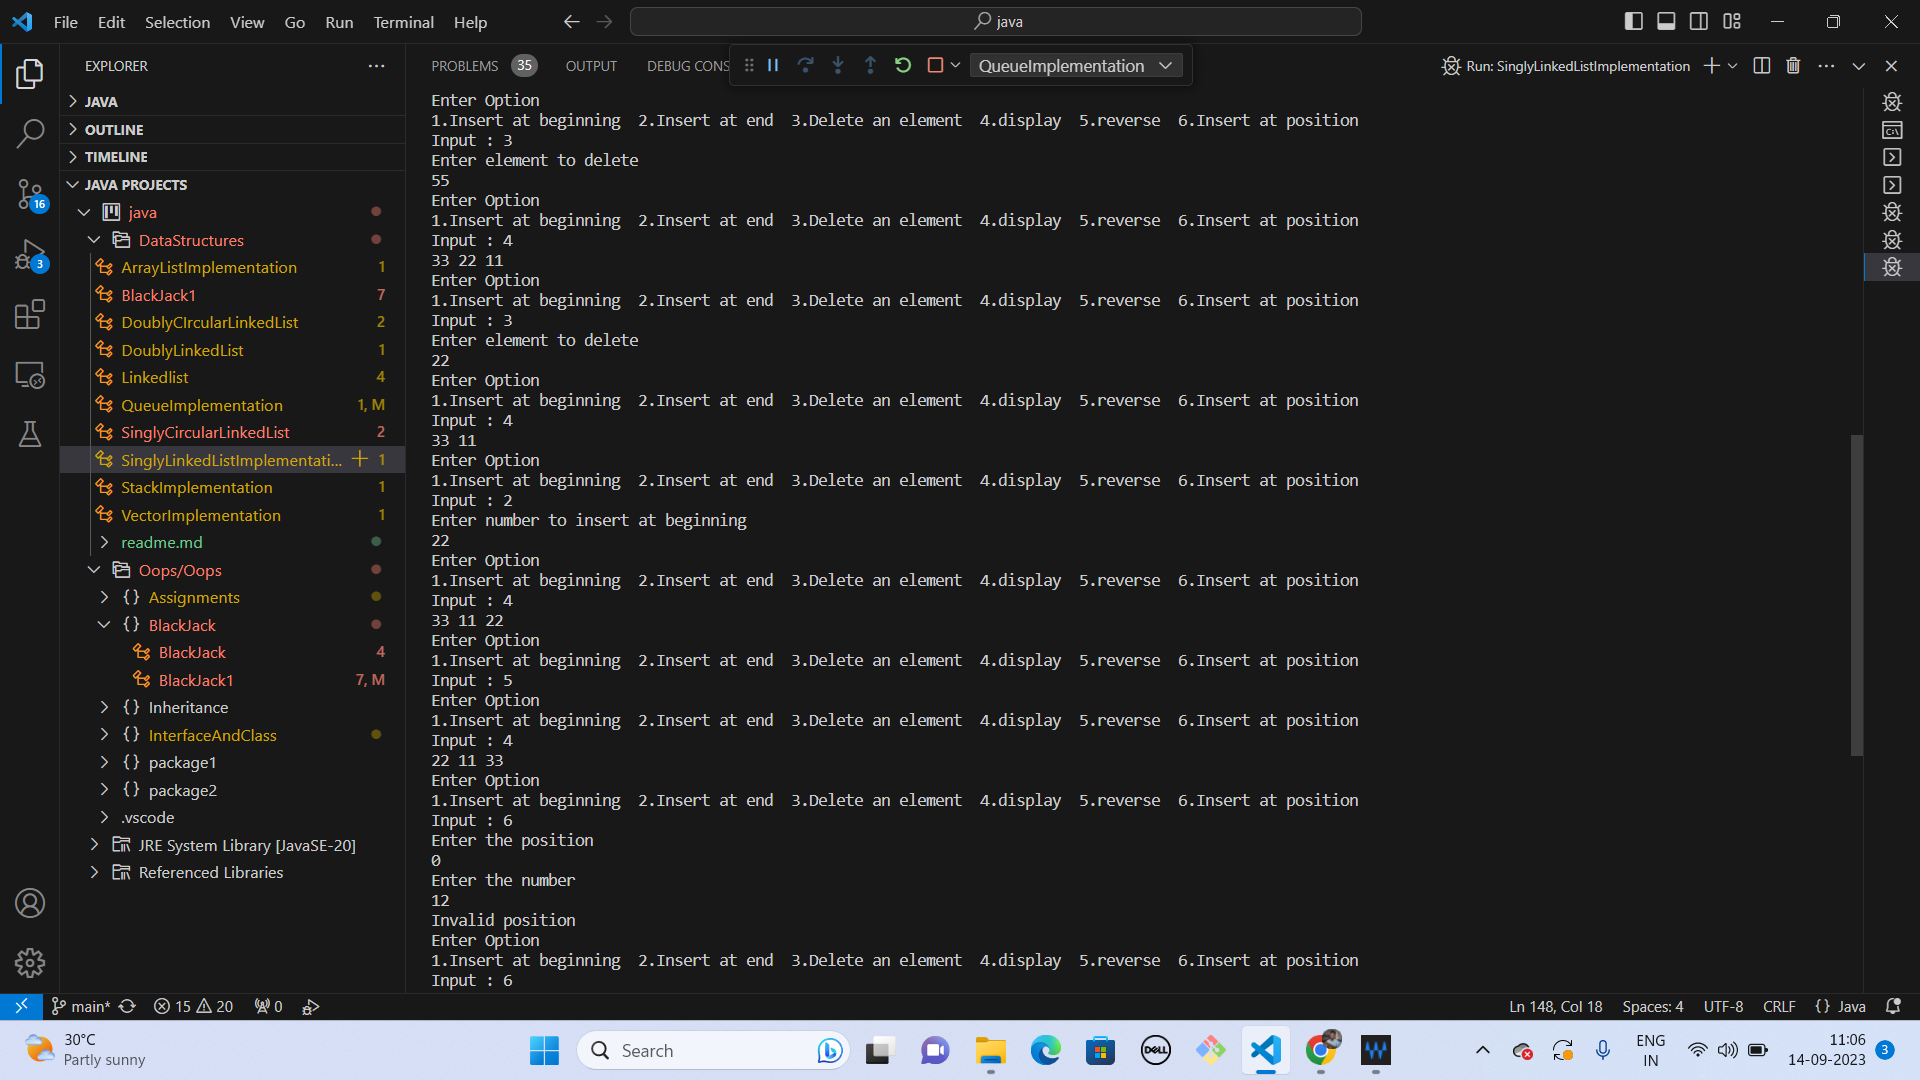 File Edit Selection View Go Run Terminal Help
java
EXPLORER
JAVA
OUTLINE
TIMELINE
JAVA PROJECTS
java
DataStructures
ArrayListImplementation 1
BlackJack1 7
DoublyCIrcularLinkedList 2
DoublyLinkedList 1
Linkedlist 4
QueueImplementation 1, M
SinglyCircularLinkedList 2
SinglyLinkedListImplementati... 1
StackImplementation 1
VectorImplementation 1
readme.md
Oops/Oops
Assignments
BlackJack
BlackJack 4
BlackJack1 7, M
Inheritance
InterfaceAndClass
package1
package2
.vscode
JRE System Library [JavaSE-20]
Referenced Libraries
16
3
PROBLEMS 35 OUTPUT DEBUG CONS
QueueImplementation
Run: SinglyLinkedListImplementation
Enter Option
1.Insert at beginning 2.Insert at end 3.Delete an element 4.display 5.reverse 6.Insert at position
Input : 3
Enter element to delete
55
Enter Option
1.Insert at beginning 2.Insert at end 3.Delete an element 4.display 5.reverse 6.Insert at position
Input : 4
33 22 11
Enter Option
1.Insert at beginning 2.Insert at end 3.Delete an element 4.display 5.reverse 6.Insert at position
Input : 3
Enter element to delete
22
Enter Option
1.Insert at beginning 2.Insert at end 3.Delete an element 4.display 5.reverse 6.Insert at position
Input : 4
33 11
Enter Option
1.Insert at beginning 2.Insert at end 3.Delete an element 4.display 5.reverse 6.Insert at position
Input : 2
Enter number to insert at beginning
22
Enter Option
1.Insert at beginning 2.Insert at end 3.Delete an element 4.display 5.reverse 6.Insert at position
Input : 4
33 11 22
Enter Option
1.Insert at beginning 2.Insert at end 3.Delete an element 4.display 5.reverse 6.Insert at position
Input : 5
Enter Option
1.Insert at beginning 2.Insert at end 3.Delete an element 4.display 5.reverse 6.Insert at position
Input : 4
22 11 33
Enter Option
1.Insert at beginning 2.Insert at end 3.Delete an element 4.display 5.reverse 6.Insert at position
Input : 6
Enter the position
0
Enter the number
12
Invalid position
Enter Option
1.Insert at beginning 2.Insert at end 3.Delete an element 4.display 5.reverse 6.Insert at position
Input : 6
main* 15 20 0
Ln 148, Col 18 Spaces: 4 UTF-8 CRLF {} Java
30°C
Partly sunny
Search
DELL
ENG
IN
11:06
14-09-2023
3